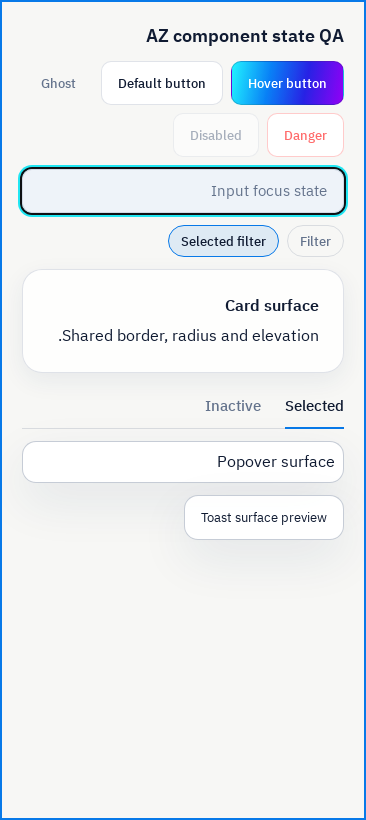 AZ component state QA
Hover button
Default button
Ghost
Danger
Disabled
Input focus state
Filter
Selected filter
Card surface
.Shared border, radius and elevation
Selected
Inactive
Popover surface
Toast surface preview